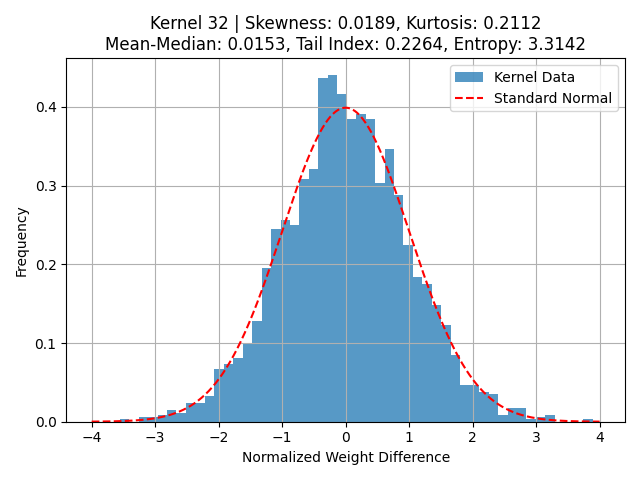 Kernel 32 | Skewness: 0.0189, Kurtosis: 0.2112
Mean-Median: 0.0153, Tail Index: 0.2264, Entropy: 3.3142
Kernel Data
Standard Normal
Frequency
0.4
0.3
0.2
0.1
0.0
−4 −3 −2 −1 0 1 2 3 4
Normalized Weight Difference